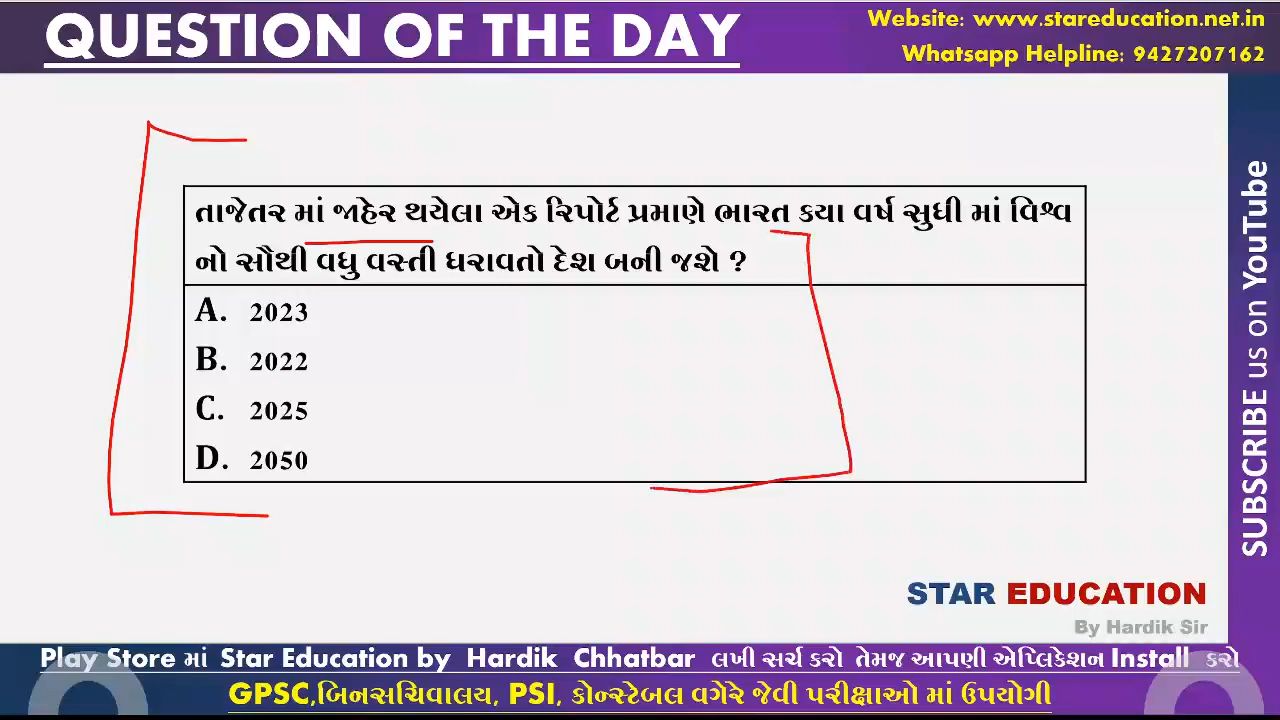 QUESTION OF THE DAY
Website: www.stareducation.net.in
Whatsapp Helpline: 9427207162
તાજેતર માં જાહેર થયેલા એક રિપોર્ટ પ્રમાણે ભારત કયા વર્ષ સુધી માં વિશ્વ
નો સૌથી વધુ વસ્તી ધરાવતો દેશ બની જશે ?
A. 2023
B. 2022
C. 2025
D. 2050
SUBSCRIBE us on YouTube
STAR EDUCATION
By Hardik Sir
Play Store માં Star Education by Hardik Chhatbar લખી સર્ચ કરો તેમજ આપણી એપ્લિકેશન Install કરો
GPSC,બિનસચિવાલય, PSI, કોન્સ્ટેબલ વગેરે જેવી પરીક્ષાઓ માં ઉપયોગી